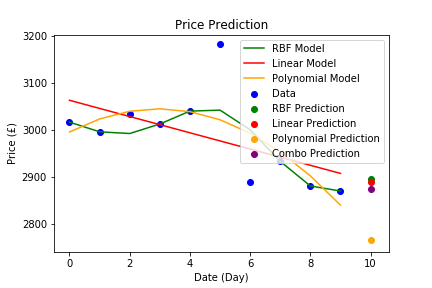 Price Prediction
3200
3100
3000
2900
2800
Price (£)
RBF Model
Linear Model
Polynomial Model
Data
RBF Prediction
Linear Prediction
Polynomial Prediction
Combo Prediction
0 2 4 6 8 10
Date (Day)